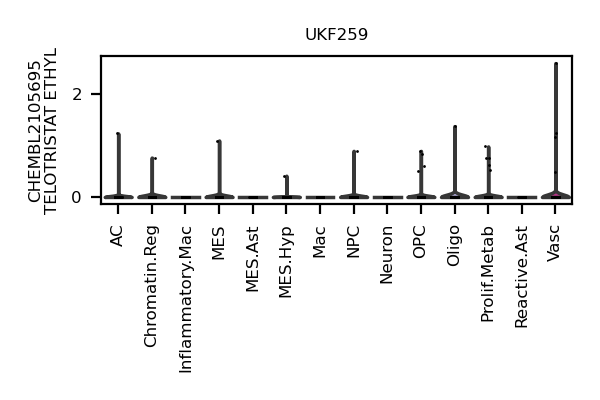 UKF259
CHEMBL2105695
TELOTRISTAT ETHYL
2
0
AC
Chromatin.Reg
Inflammatory.Mac
MES
MES.Ast
MES.Hyp
Mac
NPC
Neuron
OPC
Oligo
Prolif.Metab
Reactive.Ast
Vasc